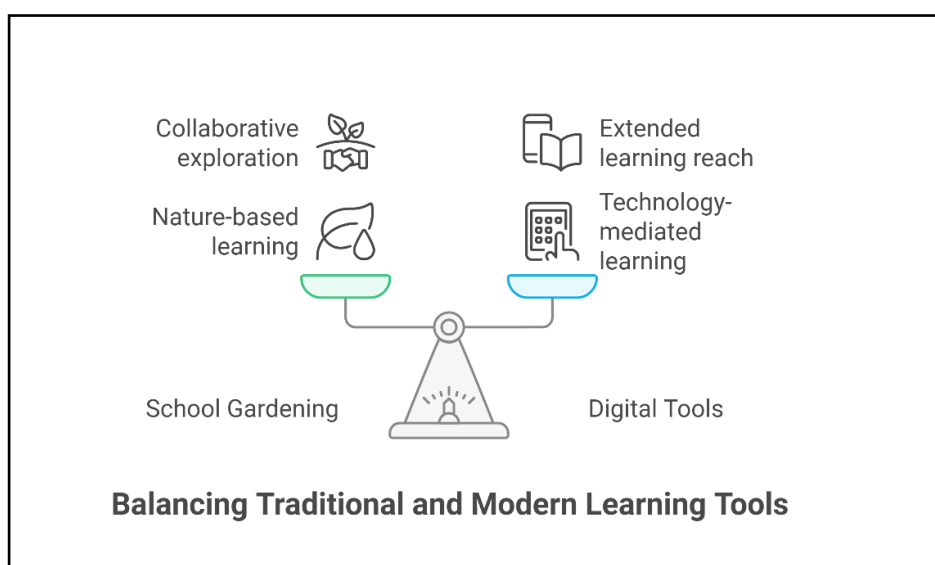 Collaborative
exploration
Extended
learning reach
Nature-based
learning
Technology-
mediated
learning
School Gardening
Digital Tools
Balancing Traditional and Modern Learning Tools